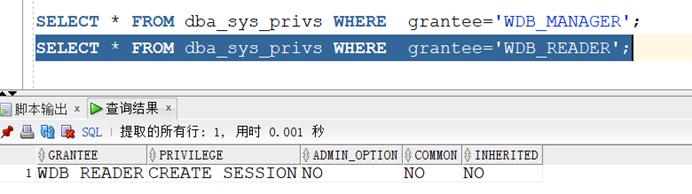 SELECT * FROM dba_sys_privs WHERE  grantee='WDB_MANAGER';
SELECT * FROM dba_sys_privs WHERE  grantee='WDB_READER';
脚本输出 × 查询结果 ×
SQL | 提取的所有行: 1, 用时 0.001 秒
GRANTEE PRIVILEGE ADMIN_OPTION COMMON INHERITED
1 WDB_READER CREATE SESSION NO NO NO